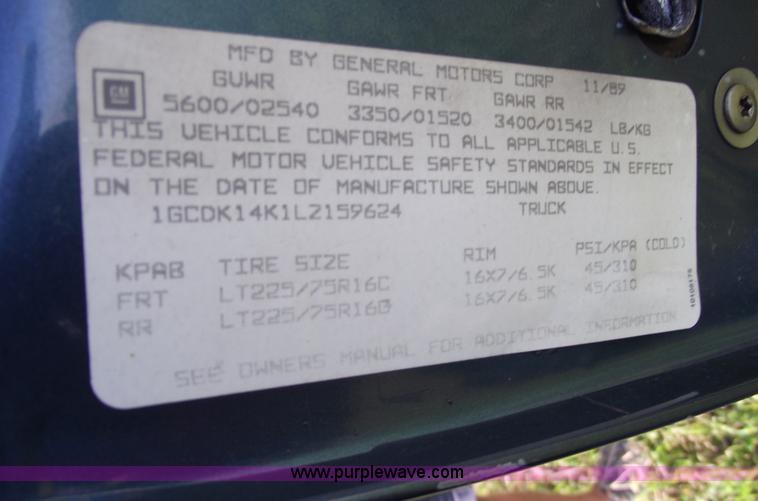 MFD BY GENERAL MOTORS CORP 11/89
GM
GVWR GAWR FRT GAWR RR
5600/02540 3350/01520 3400/01542 LB/KG
THIS VEHICLE CONFORMS TO ALL APPLICABLE U.S.
FEDERAL MOTOR VEHICLE SAFETY STANDARDS IN EFFECT
ON THE DATE OF MANUFACTURE SHOWN ABOVE.
1GCDK14K1LZ159624 TRUCK
KPAB TIRE SIZE RIM PSI/KPA (COLD)
FRT LT225/75R16C 16X7/6.5K 45/310
RR LT225/75R16D 16X7/6.5K 45/310
SEE OWNERS MANUAL FOR ADDITIONAL INFORMATION
www.purplewave.com